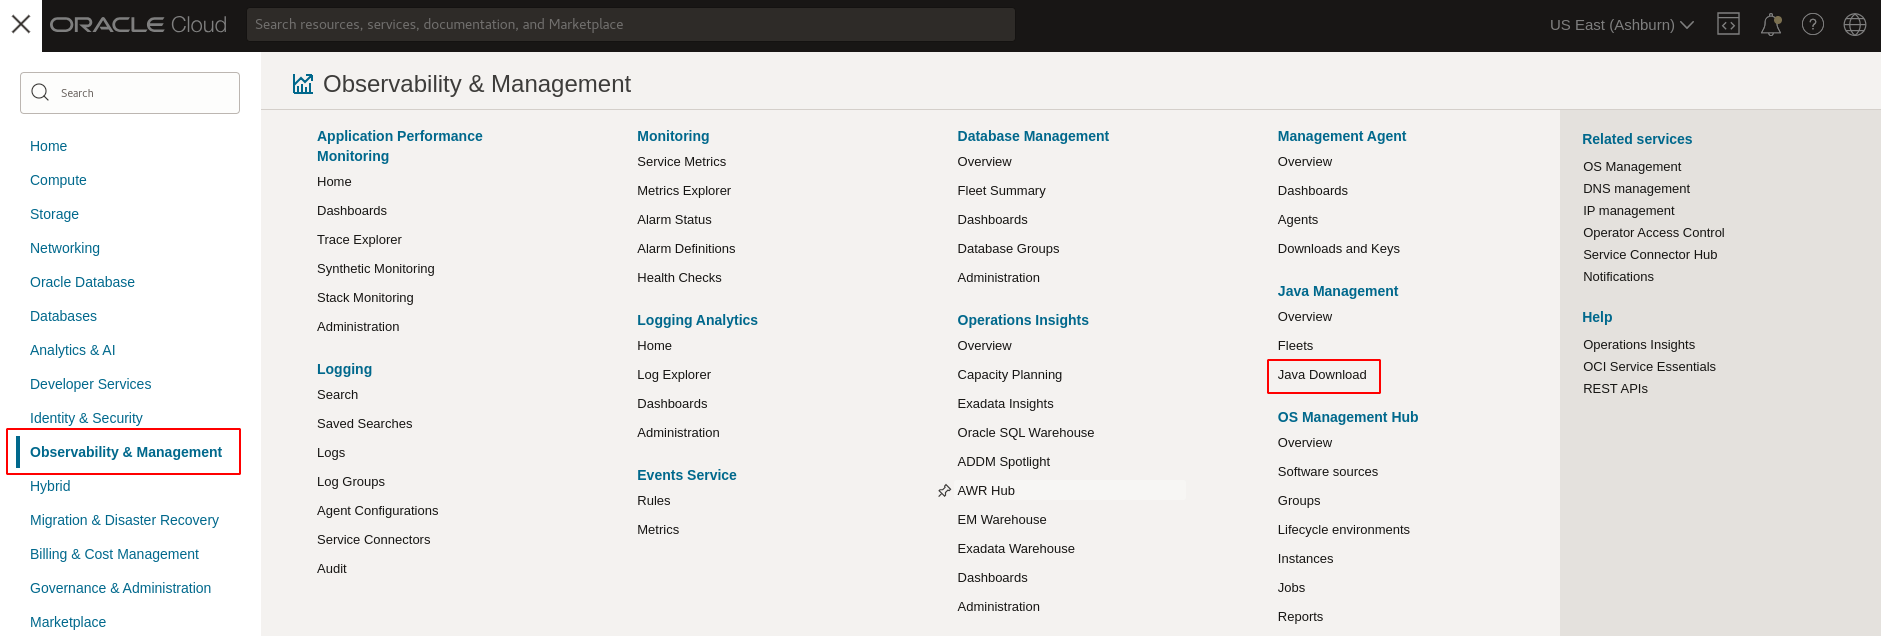 ORACLE Cloud
Search resources, services, documentation, and Marketplace
US East (Ashburn)
Search
Home
Compute
Storage
Networking
Oracle Database
Databases
Analytics & AI
Developer Services
Identity & Security
Observability & Management
Hybrid
Migration & Disaster Recovery
Billing & Cost Management
Governance & Administration
Marketplace
Observability & Management
Application Performance
Monitoring
Home
Dashboards
Trace Explorer
Synthetic Monitoring
Stack Monitoring
Administration
Logging
Search
Saved Searches
Logs
Log Groups
Agent Configurations
Service Connectors
Audit
Monitoring
Service Metrics
Metrics Explorer
Alarm Status
Alarm Definitions
Health Checks
Logging Analytics
Home
Log Explorer
Dashboards
Administration
Events Service
Rules
Metrics
Database Management
Overview
Fleet Summary
Dashboards
Database Groups
Administration
Operations Insights
Overview
Capacity Planning
Exadata Insights
Oracle SQL Warehouse
ADDM Spotlight
AWR Hub
EM Warehouse
Exadata Warehouse
Dashboards
Administration
Management Agent
Overview
Dashboards
Agents
Downloads and Keys
Java Management
Overview
Fleets
Java Download
OS Management Hub
Overview
Software sources
Groups
Lifecycle environments
Instances
Jobs
Reports
Related services
OS Management
DNS management
IP management
Operator Access Control
Service Connector Hub
Notifications
Help
Operations Insights
OCI Service Essentials
REST APIs